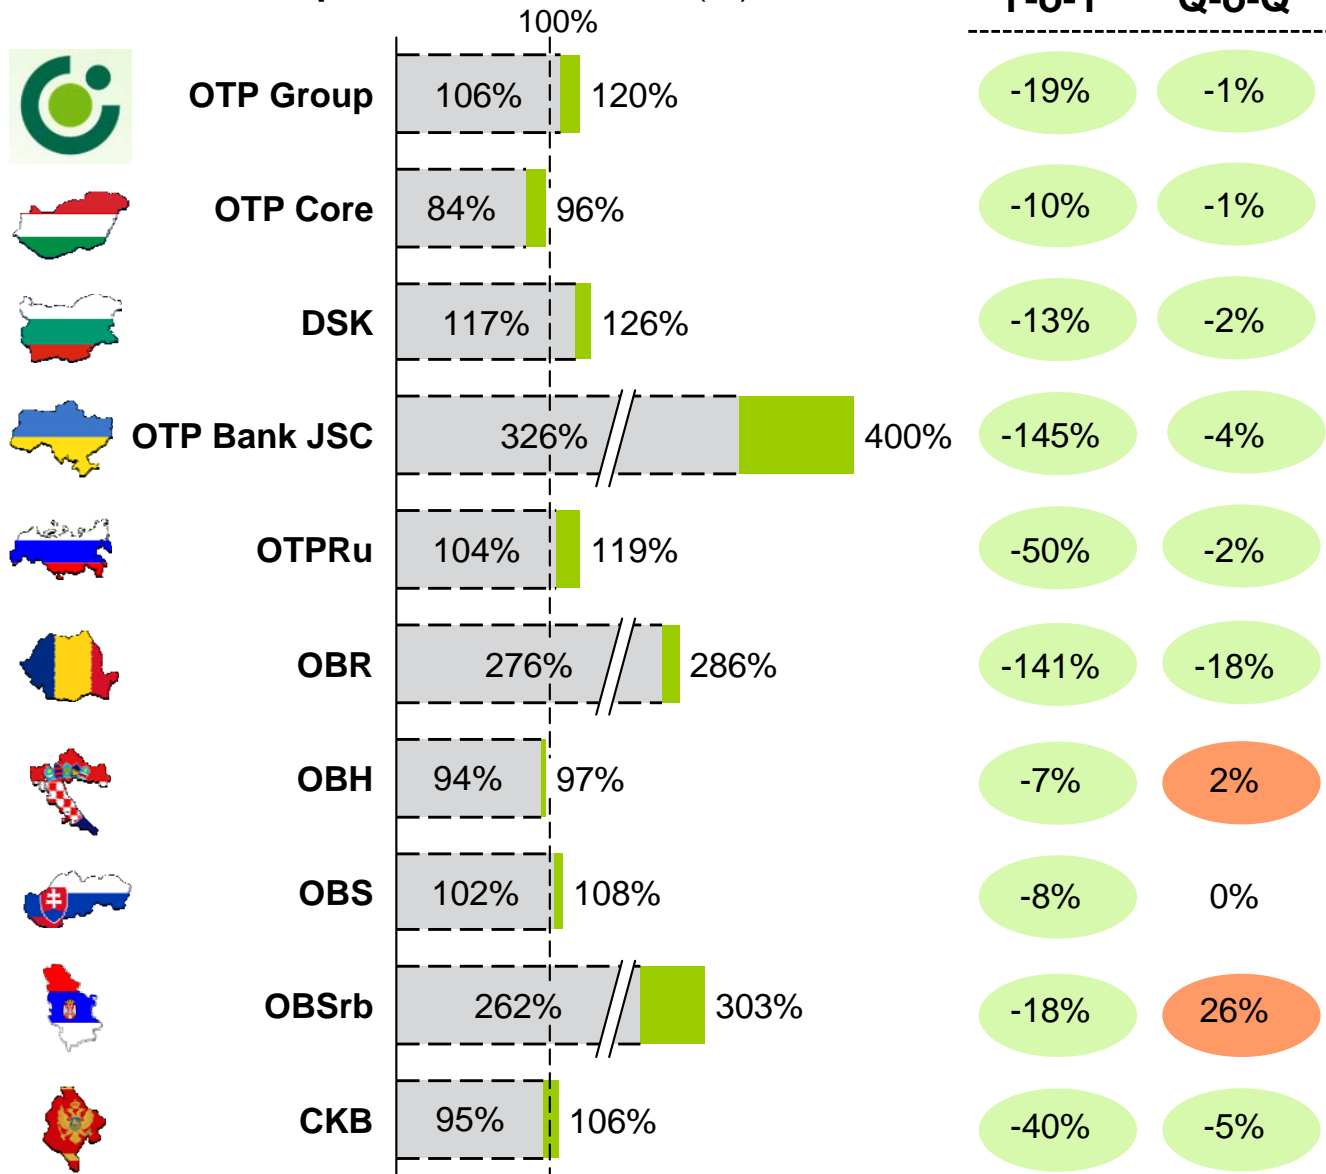 (%)
Y-o-Y Q-o-Q
100%
OTP Group 106% 120% -19% -1%
OTP Core 84% 96% -10% -1%
DSK 117% 126% -13% -2%
OTP Bank JSC 326% 400% -145% -4%
OTPRu 104% 119% -50% -2%
OBR 276% 286% -141% -18%
OBH 94% 97% -7% 2%
OBS 102% 108% -8% 0%
OBSrb 262% 303% -18% 26%
CKB 95% 106% -40% -5%